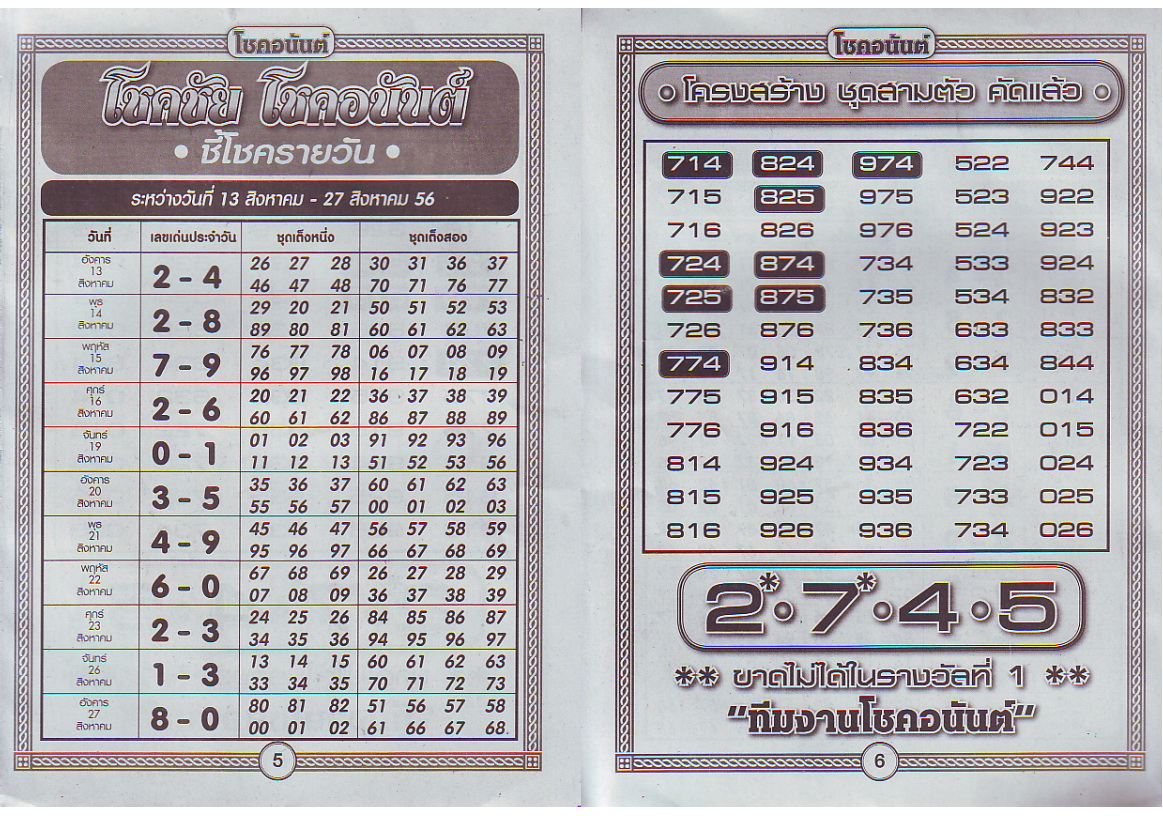 โชคอนันต์
โชคชัย โชคอนันต์
• ชี้โชครายวัน •
ระหว่างวันที่ 13 สิงหาคม - 27 สิงหาคม 56
วันที่ เลขเด่นประจำวัน ชุดเต็งหนึ่ง ชุดเต็งสอง
อังคาร 13 สิงหาคม 2 - 4 26 27 28 30 31 36 37
46 47 48 70 71 76 77
พุธ 14 สิงหาคม 2 - 8 29 20 21 50 51 52 53
89 80 81 60 61 62 63
พฤหัส 15 สิงหาคม 7 - 9 76 77 78 06 07 08 09
96 97 98 16 17 18 19
ศุกร์ 16 สิงหาคม 2 - 6 20 21 22 36 37 38 39
60 61 62 86 87 88 89
จันทร์ 19 สิงหาคม 0 - 1 01 02 03 91 92 93 96
11 12 13 51 52 53 56
อังคาร 20 สิงหาคม 3 - 5 35 36 37 60 61 62 63
55 56 57 00 01 02 03
พุธ 21 สิงหาคม 4 - 9 45 46 47 56 57 58 59
95 96 97 66 67 68 69
พฤหัส 22 สิงหาคม 6 - 0 67 68 69 26 27 28 29
07 08 09 36 37 38 39
ศุกร์ 23 สิงหาคม 2 - 3 24 25 26 84 85 86 87
34 35 36 94 95 96 97
จันทร์ 26 สิงหาคม 1 - 3 13 14 15 60 61 62 63
33 34 35 70 71 72 73
อังคาร 27 สิงหาคม 8 - 0 80 81 82 51 56 57 58
00 01 02 61 66 67 68
5
โชคอนันต์
โครงสร้าง ชุดสามตัว คัดแล้ว
714 824 974 522 744
715 825 975 523 922
716 826 976 524 923
724 874 734 533 924
725 875 735 534 832
726 876 736 633 833
774 914 834 634 844
775 915 835 632 014
776 916 836 722 015
814 924 934 723 024
815 925 935 733 025
816 926 936 734 026
2*•7*•4•5
** ขาดไม่ได้ในรางวัลที่ 1 **
“ทีมงานโชคอนันต์”
6